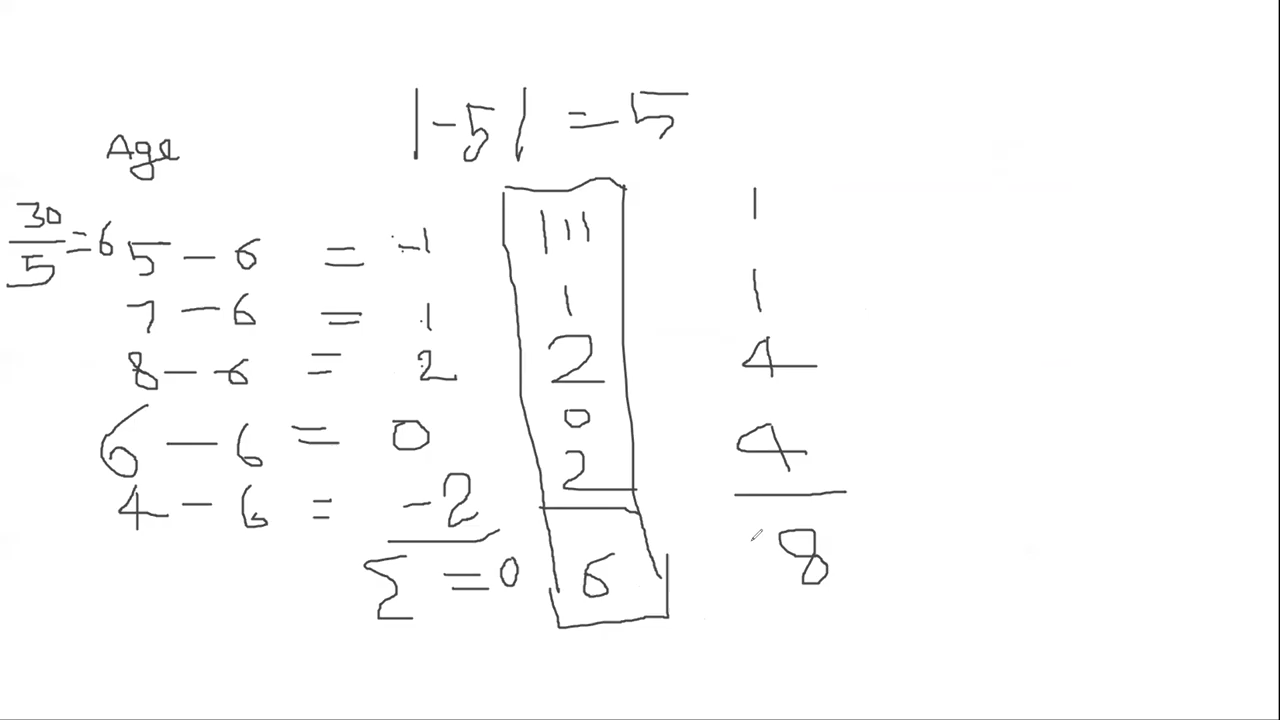 |-5| = 5
Age
30/5 = 6
5 - 6 = -1 | | | 1
7 - 6 = 1 1 1
8 - 6 = 2 2 4
6 - 6 = 0 0
4 - 6 = -2 2 4
Σ = 0 6 8